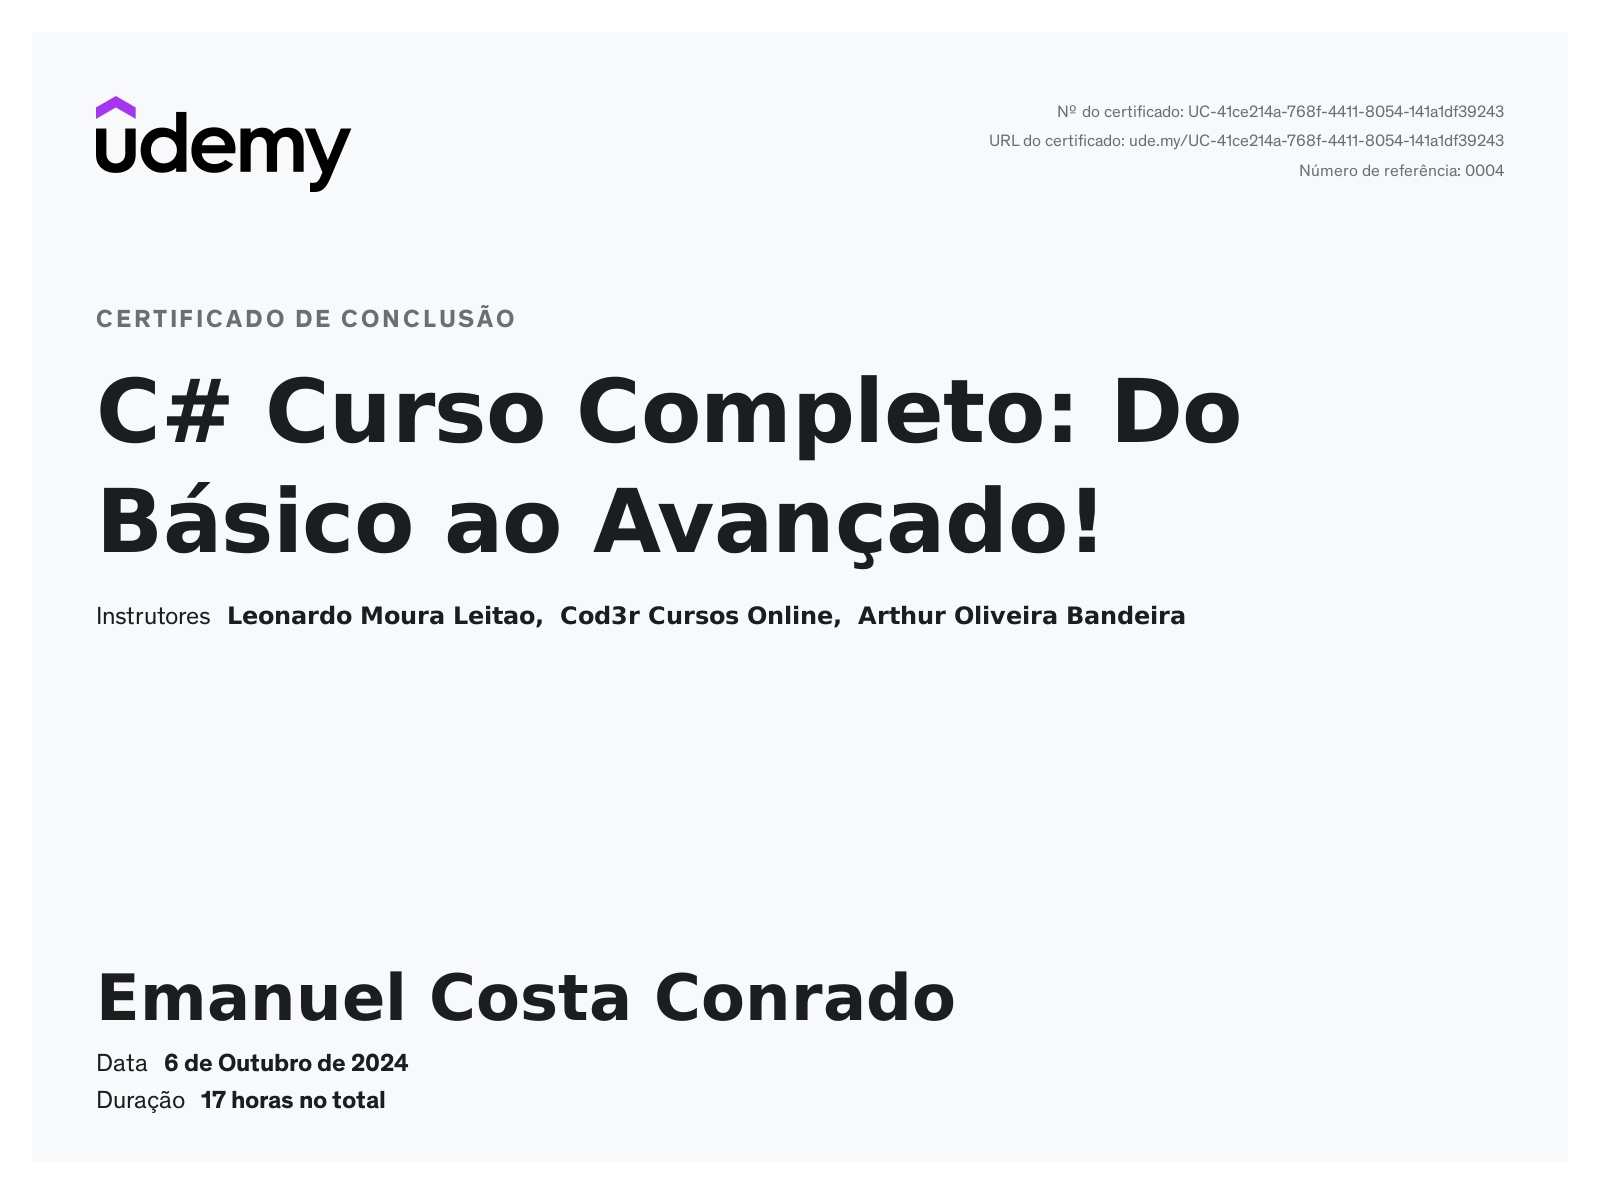 udemy
Nº do certificado: UC-41ce214a-768f-4411-8054-141a1df39243
URL do certificado: ude.my/UC-41ce214a-768f-4411-8054-141a1df39243
Número de referência: 0004
CERTIFICADO DE CONCLUSÃO
C# Curso Completo: Do
Básico ao Avançado!
Instrutores Leonardo Moura Leitao, Cod3r Cursos Online, Arthur Oliveira Bandeira
Emanuel Costa Conrado
Data 6 de Outubro de 2024
Duração 17 horas no total